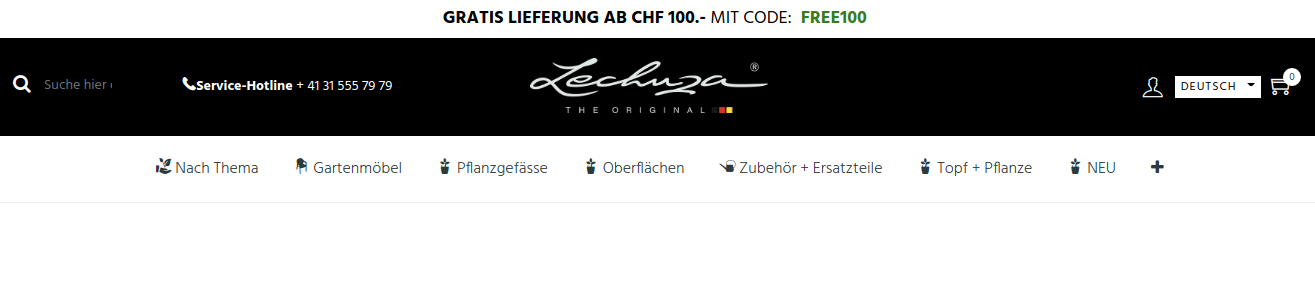 GRATIS LIEFERUNG AB CHF 100.- MIT CODE: FREE100
Suche hier
Service-Hotline + 41 31 555 79 79
Lechuza®
THE ORIGINAL
DEUTSCH
0
Nach Thema
Gartenmöbel
Pflanzgefässe
Oberflächen
Zubehör + Ersatzteile
Topf + Pflanze
NEU